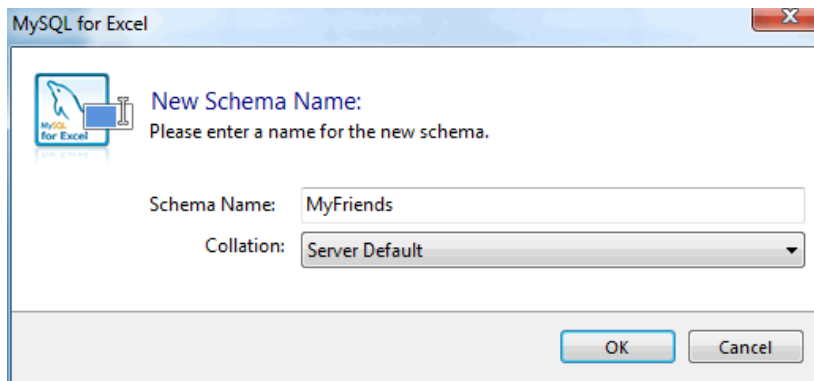 MySQL for Excel
New Schema Name:
MySQL
for Excel
Please enter a name for the new schema.
Schema Name: MyFriends
Collation: Server Default
OK Cancel